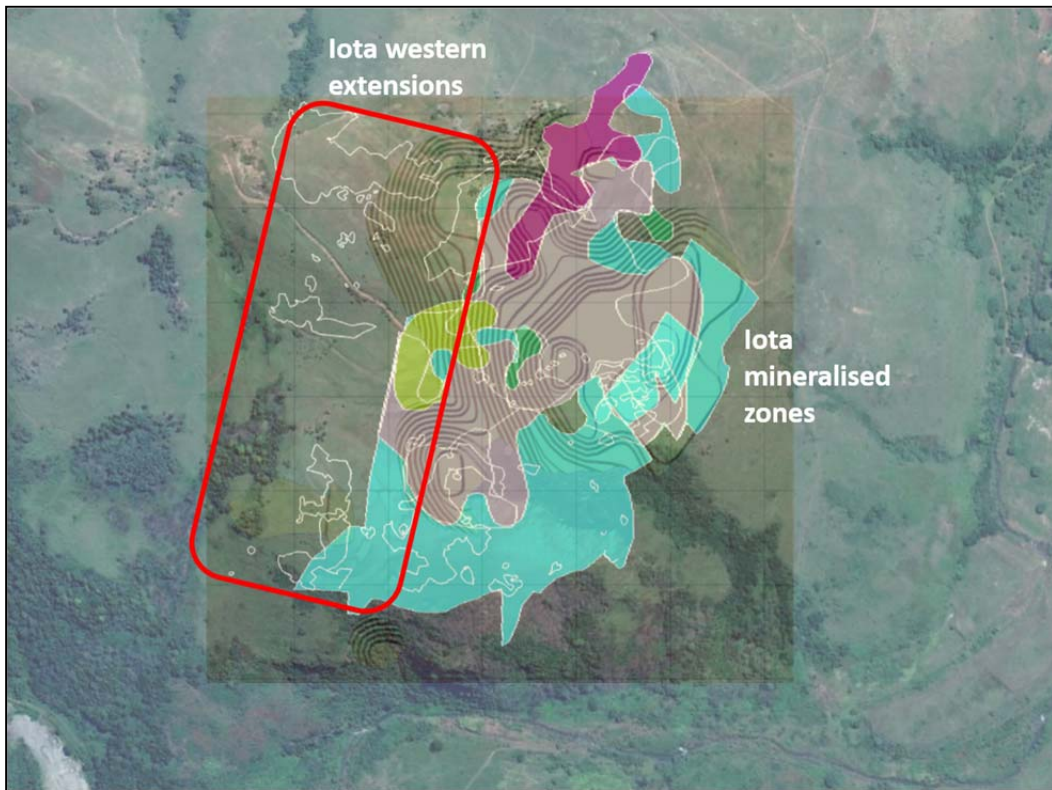 Iota western
extensions
Iota
mineralised
zones